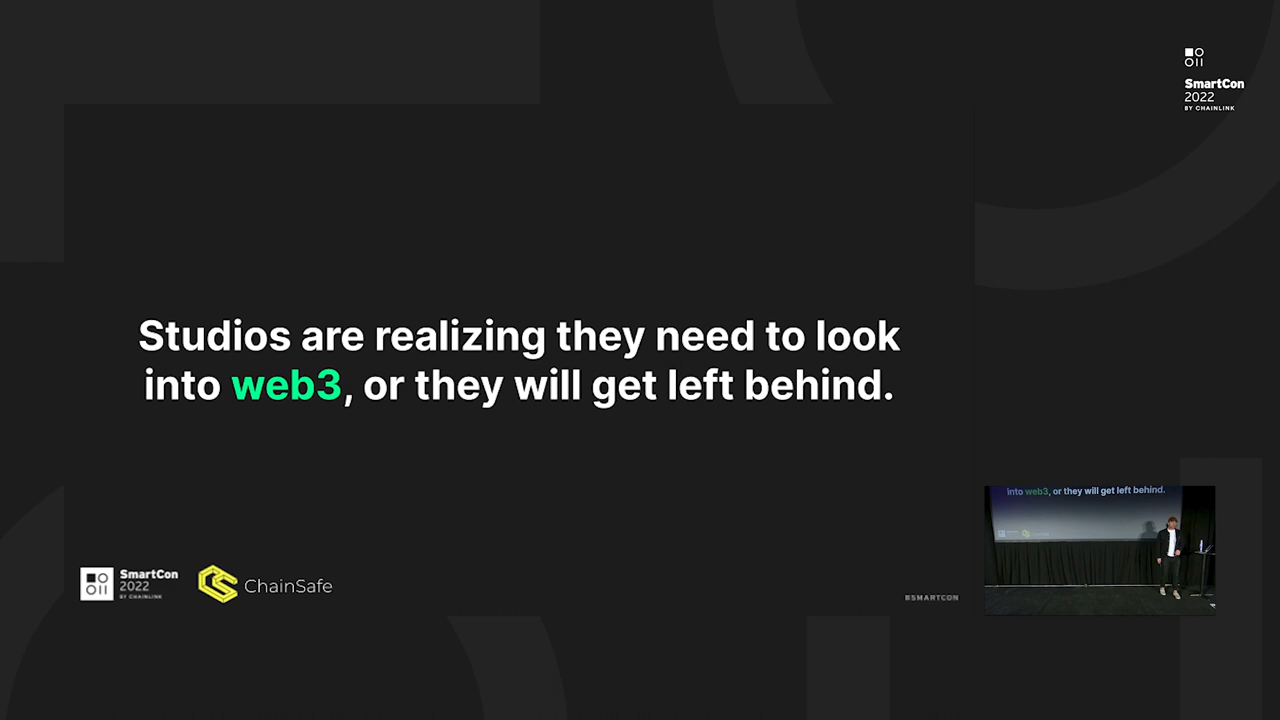 SmartCon
2022
BY CHAINLINK
Studios are realizing they need to look
into web3, or they will get left behind.
SmartCon
2022
BY CHAINLINK
ChainSafe
#SMARTCON
into web3, or they will get left behind.